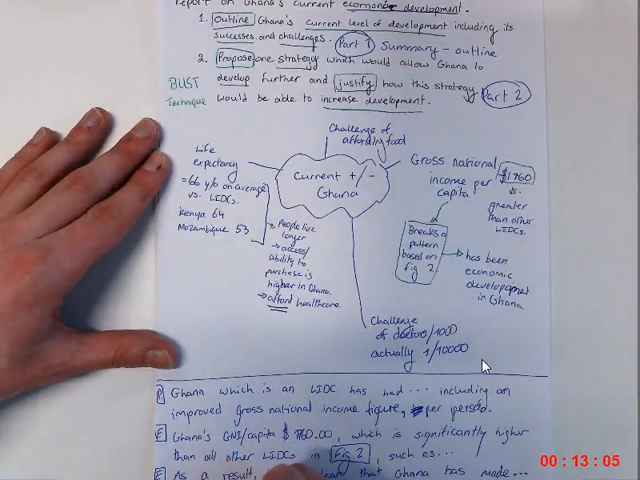 report on Ghana's current economic development.
1. Outline Ghana's current level of development including its
successes and challenges. Part 1 Summary - outline
2. Propose one strategy which would allow Ghana to
develop further and justify how this strategy Part 2
would be able to increase development.
BUST
Technique
Challenge of
affording food
Life
expectancy
= 66 y/o on average
vs. LIDCs.
Kenya 64
Mozambique 53
Current +/-
Ghana
Gross national
income per
capita
$1760
vs.
greater
than other
LIDCs.
People live
longer
→ access/
ability to
purchase is
higher in Ghana.
→ afford healthcare
Breaks a
pattern
based on
fig 2
has been
economic
development
in Ghana.
Challenge
of doctors/1000
actually 1/10000
P Ghana which is an LIDC has had... including an
improved gross national income figure, per person.
E Ghana's GNI/capita $1760.00, which is significantly higher
than all other LIDCs in Fig 2, such as...
E As a result, that Ghana has made...
00:13:05